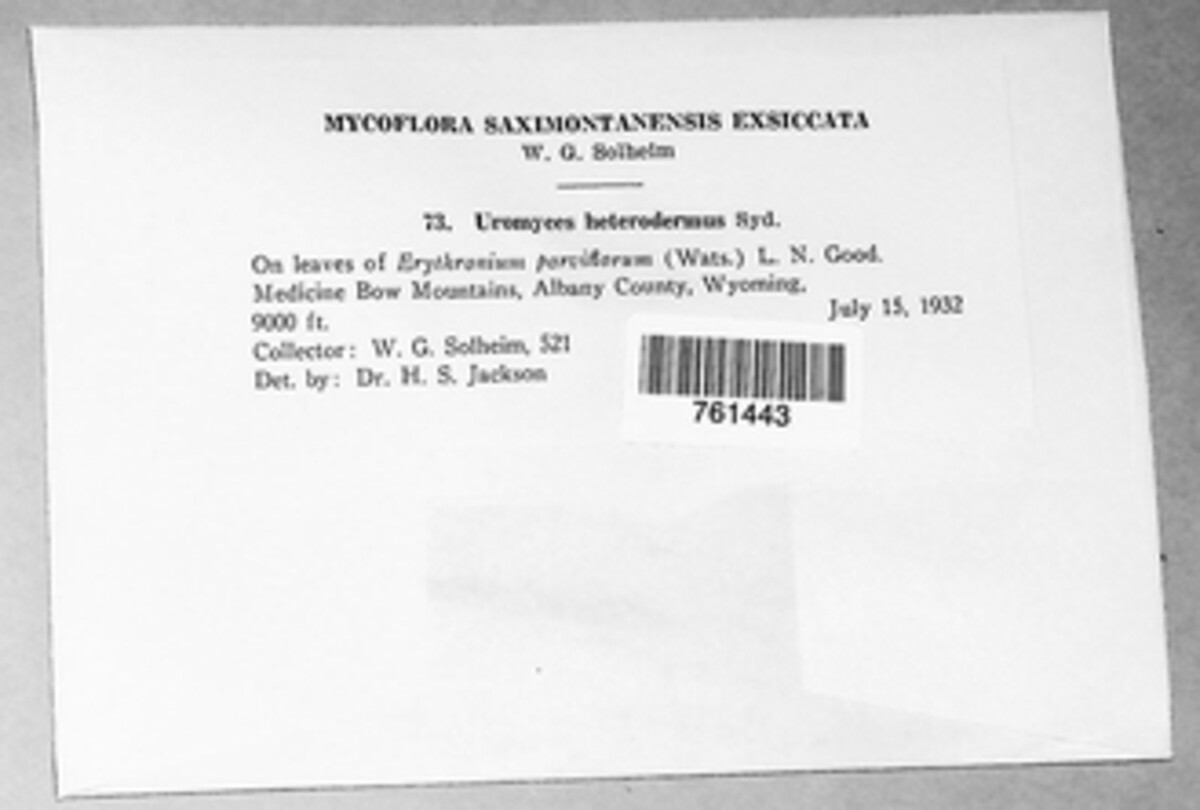 MYCOFLORA SAXIMONTANENSIS EXSICCATA
W. G. Solheim
73. Uromyces heterodermus Syd.
On leaves of Erythronium parviflorum (Wats.) L. N. Good.
Medicine Bow Mountains, Albany County, Wyoming,
9000 ft.
July 15, 1932
Collector: W. G. Solheim, 521
Det. by: Dr. H. S. Jackson
761443